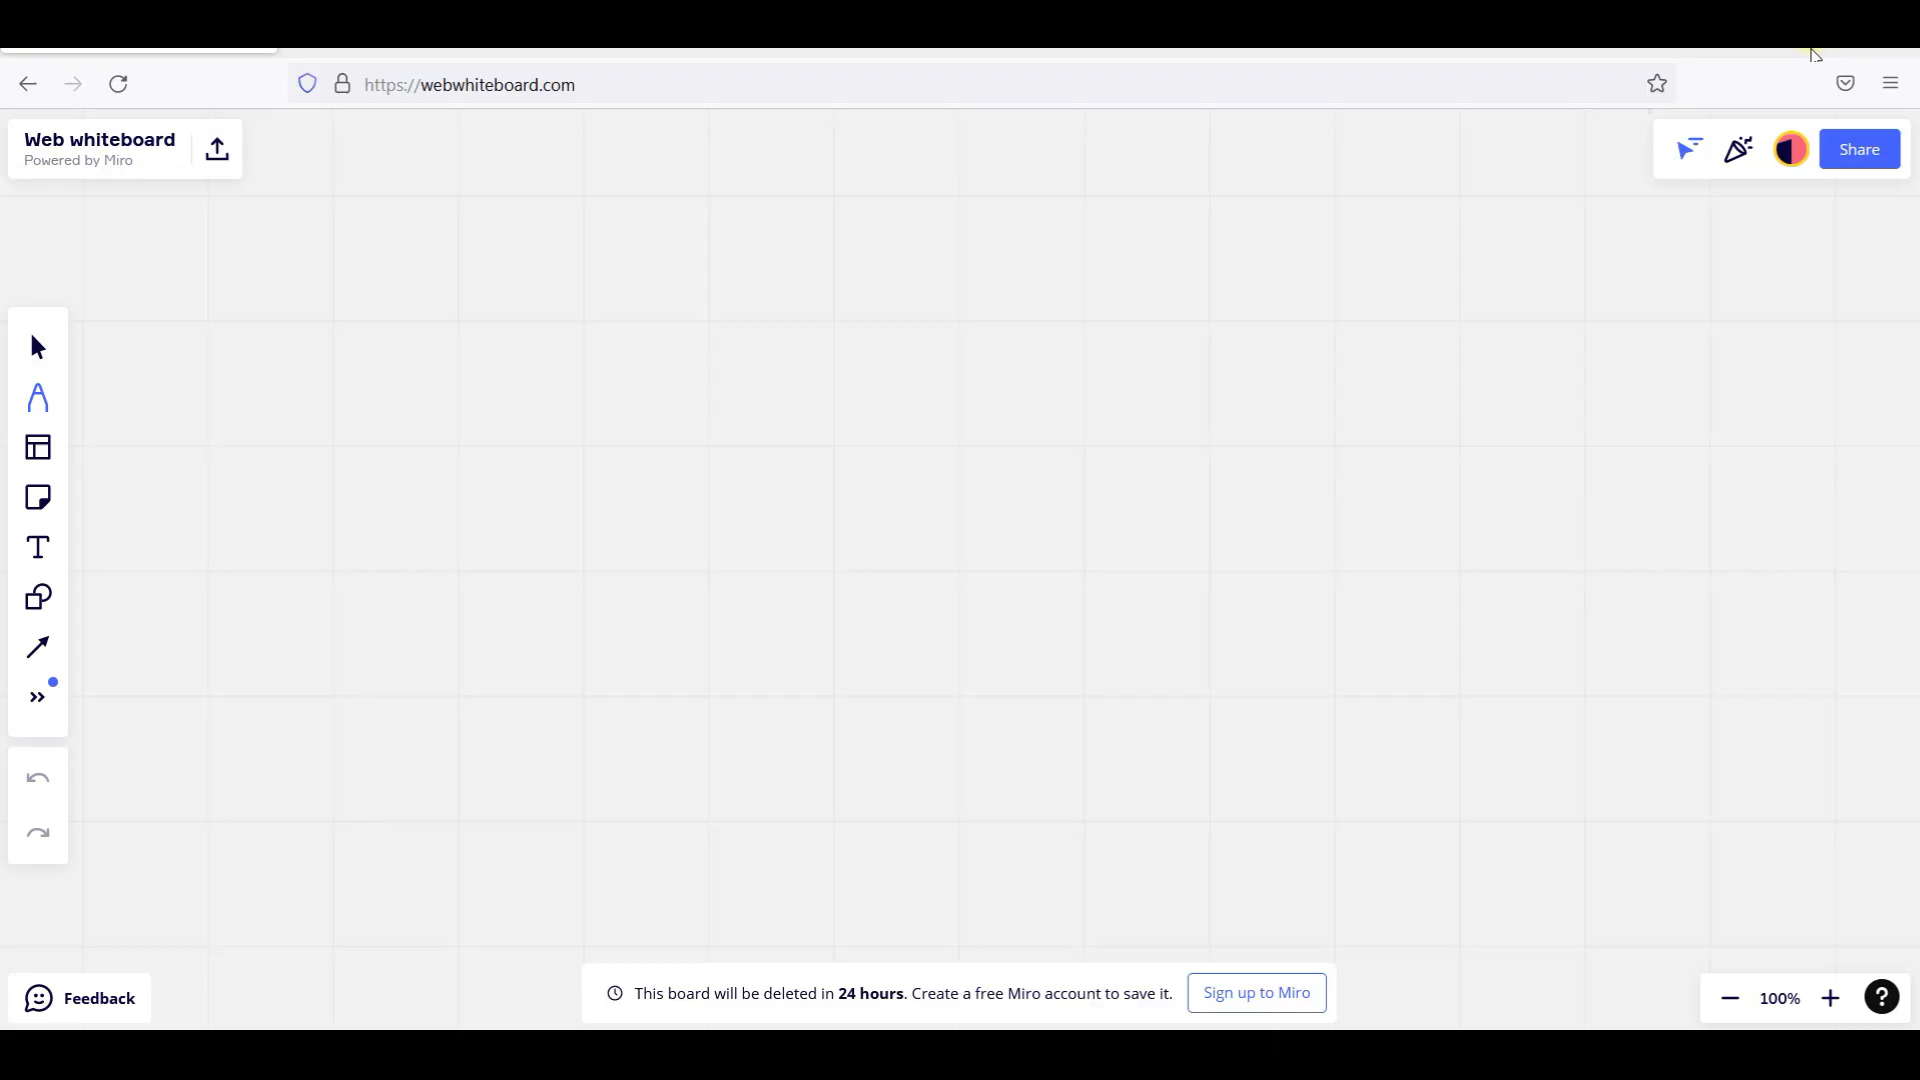 https://webwhiteboard.com
Web whiteboard
Powered by Miro
Share
Feedback
This board will be deleted in 24 hours. Create a free Miro account to save it.
Sign up to Miro
100%